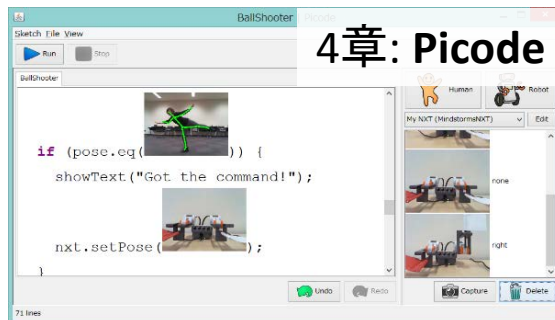 BallShooter | Picode
4章: Picode
Sketch File View
Run
Stop
BallShooter
Human
Robot
My NXT (MindstormsNXT)
Edit
if (pose.eq( )) {
showText("Got the command!");
nxt.setPose( );
}
none
right
Undo
Redo
Capture
Delete
71 lines